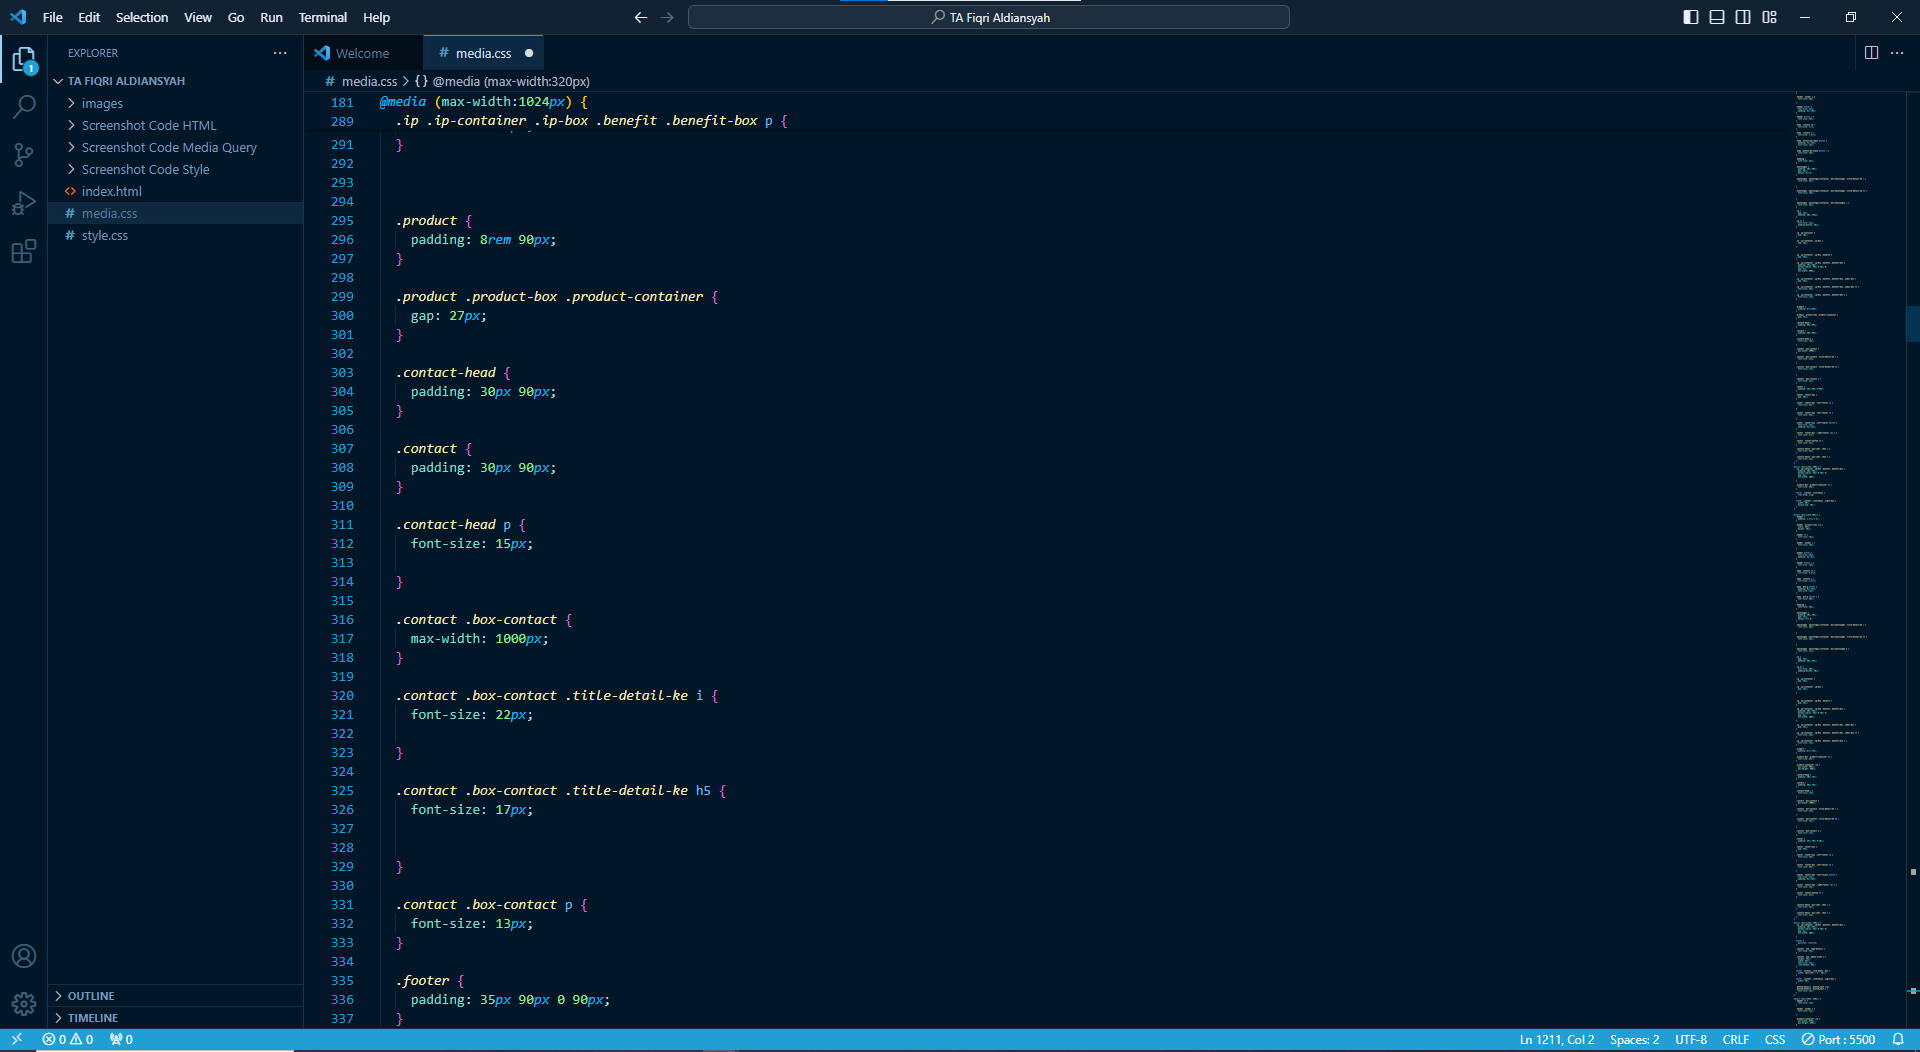 File Edit Selection View Go Run Terminal Help
TA Fiqri Aldiansyah
EXPLORER
Welcome
# media.css
1
TA FIQRI ALDIANSYAH
images
Screenshot Code HTML
Screenshot Code Media Query
Screenshot Code Style
<> index.html
# media.css
# style.css
OUTLINE
TIMELINE
# media.css > {} @media (max-width:320px)
181 @media (max-width:1024px) {
289 .ip .ip-container .ip-box .benefit .benefit-box p {
291 }
292
293
294
295 .product {
296 padding: 8rem 90px;
297 }
298
299 .product .product-box .product-container {
300 gap: 27px;
301 }
302
303 .contact-head {
304 padding: 30px 90px;
305 }
306
307 .contact {
308 padding: 30px 90px;
309 }
310
311 .contact-head p {
312 font-size: 15px;
313
314 }
315
316 .contact .box-contact {
317 max-width: 1000px;
318 }
319
320 .contact .box-contact .title-detail-ke i {
321 font-size: 22px;
322
323 }
324
325 .contact .box-contact .title-detail-ke h5 {
326 font-size: 17px;
327
328
329 }
330
331 .contact .box-contact p {
332 font-size: 13px;
333 }
334
335 .footer {
336 padding: 35px 90px 0 90px;
337 }
0 0 0
Ln 1211, Col 2 Spaces: 2 UTF-8 CRLF CSS Port : 5500